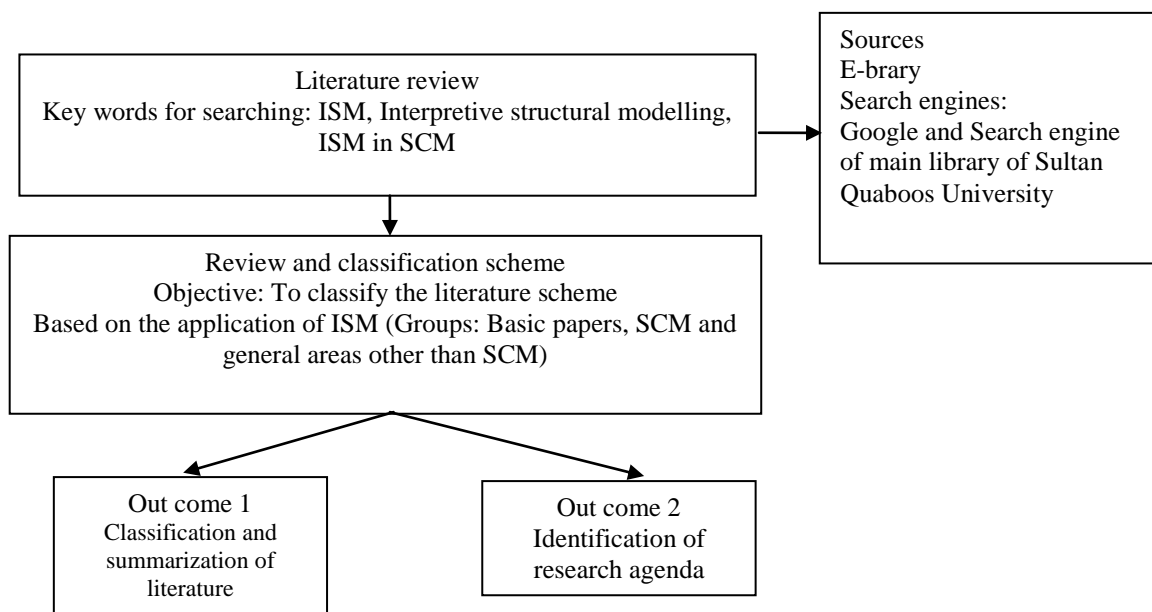 Literature review
Key words for searching: ISM, Interpretive structural modelling,
ISM in SCM
Sources
E-brary
Search engines:
Google and Search engine
of main library of Sultan
Quaboos University
Review and classification scheme
Objective: To classify the literature scheme
Based on the application of ISM (Groups: Basic papers, SCM and
general areas other than SCM)
Out come 1
Classification and
summarization of
literature
Out come 2
Identification of
research agenda